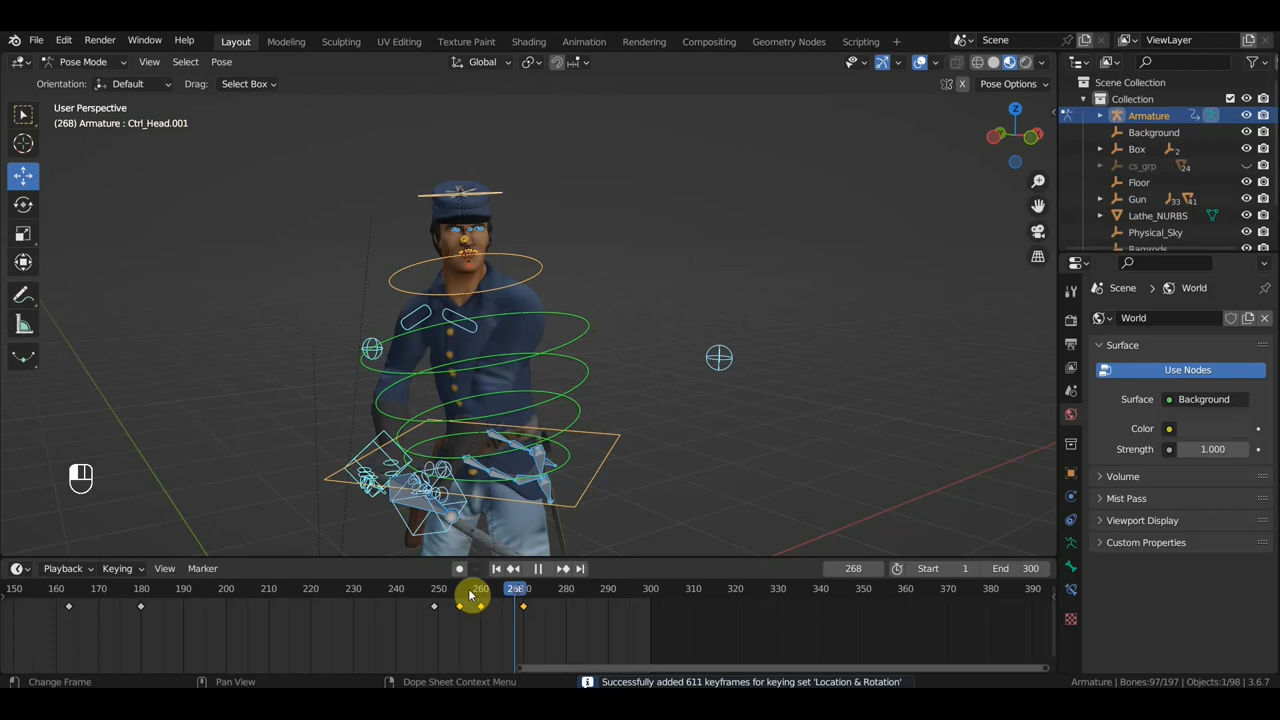 File Edit Render Window Help Layout Modeling Sculpting UV Editing Texture Paint Shading Animation Rendering Compositing Geometry Nodes Scripting + Scene ViewLayer
Pose Mode View Select Pose Global
Orientation: Default Drag: Select Box X Pose Options
User Perspective
(268) Armature : Ctrl_Head.001
Z
Scene Collection
Collection
Armature
Background
Box 2
cs_grp 24
Floor
Gun 33 41
Lathe_NURBS
Physical_Sky
Ramrods
Scene World
World
Surface
Use Nodes
Surface Background
Color
Strength 1.000
Volume
Mist Pass
Viewport Display
Custom Properties
Playback Keying View Marker 268 Start 1 End 300
150 160 170 180 190 200 210 220 230 240 250 260 268 280 290 300 310 320 330 340 350 360 370 380 390
Change Frame Pan View Dope Sheet Context Menu Successfully added 611 keyframes for keying set 'Location & Rotation' Armature | Bones:97/197 | Objects:1/98 | 3.6.7